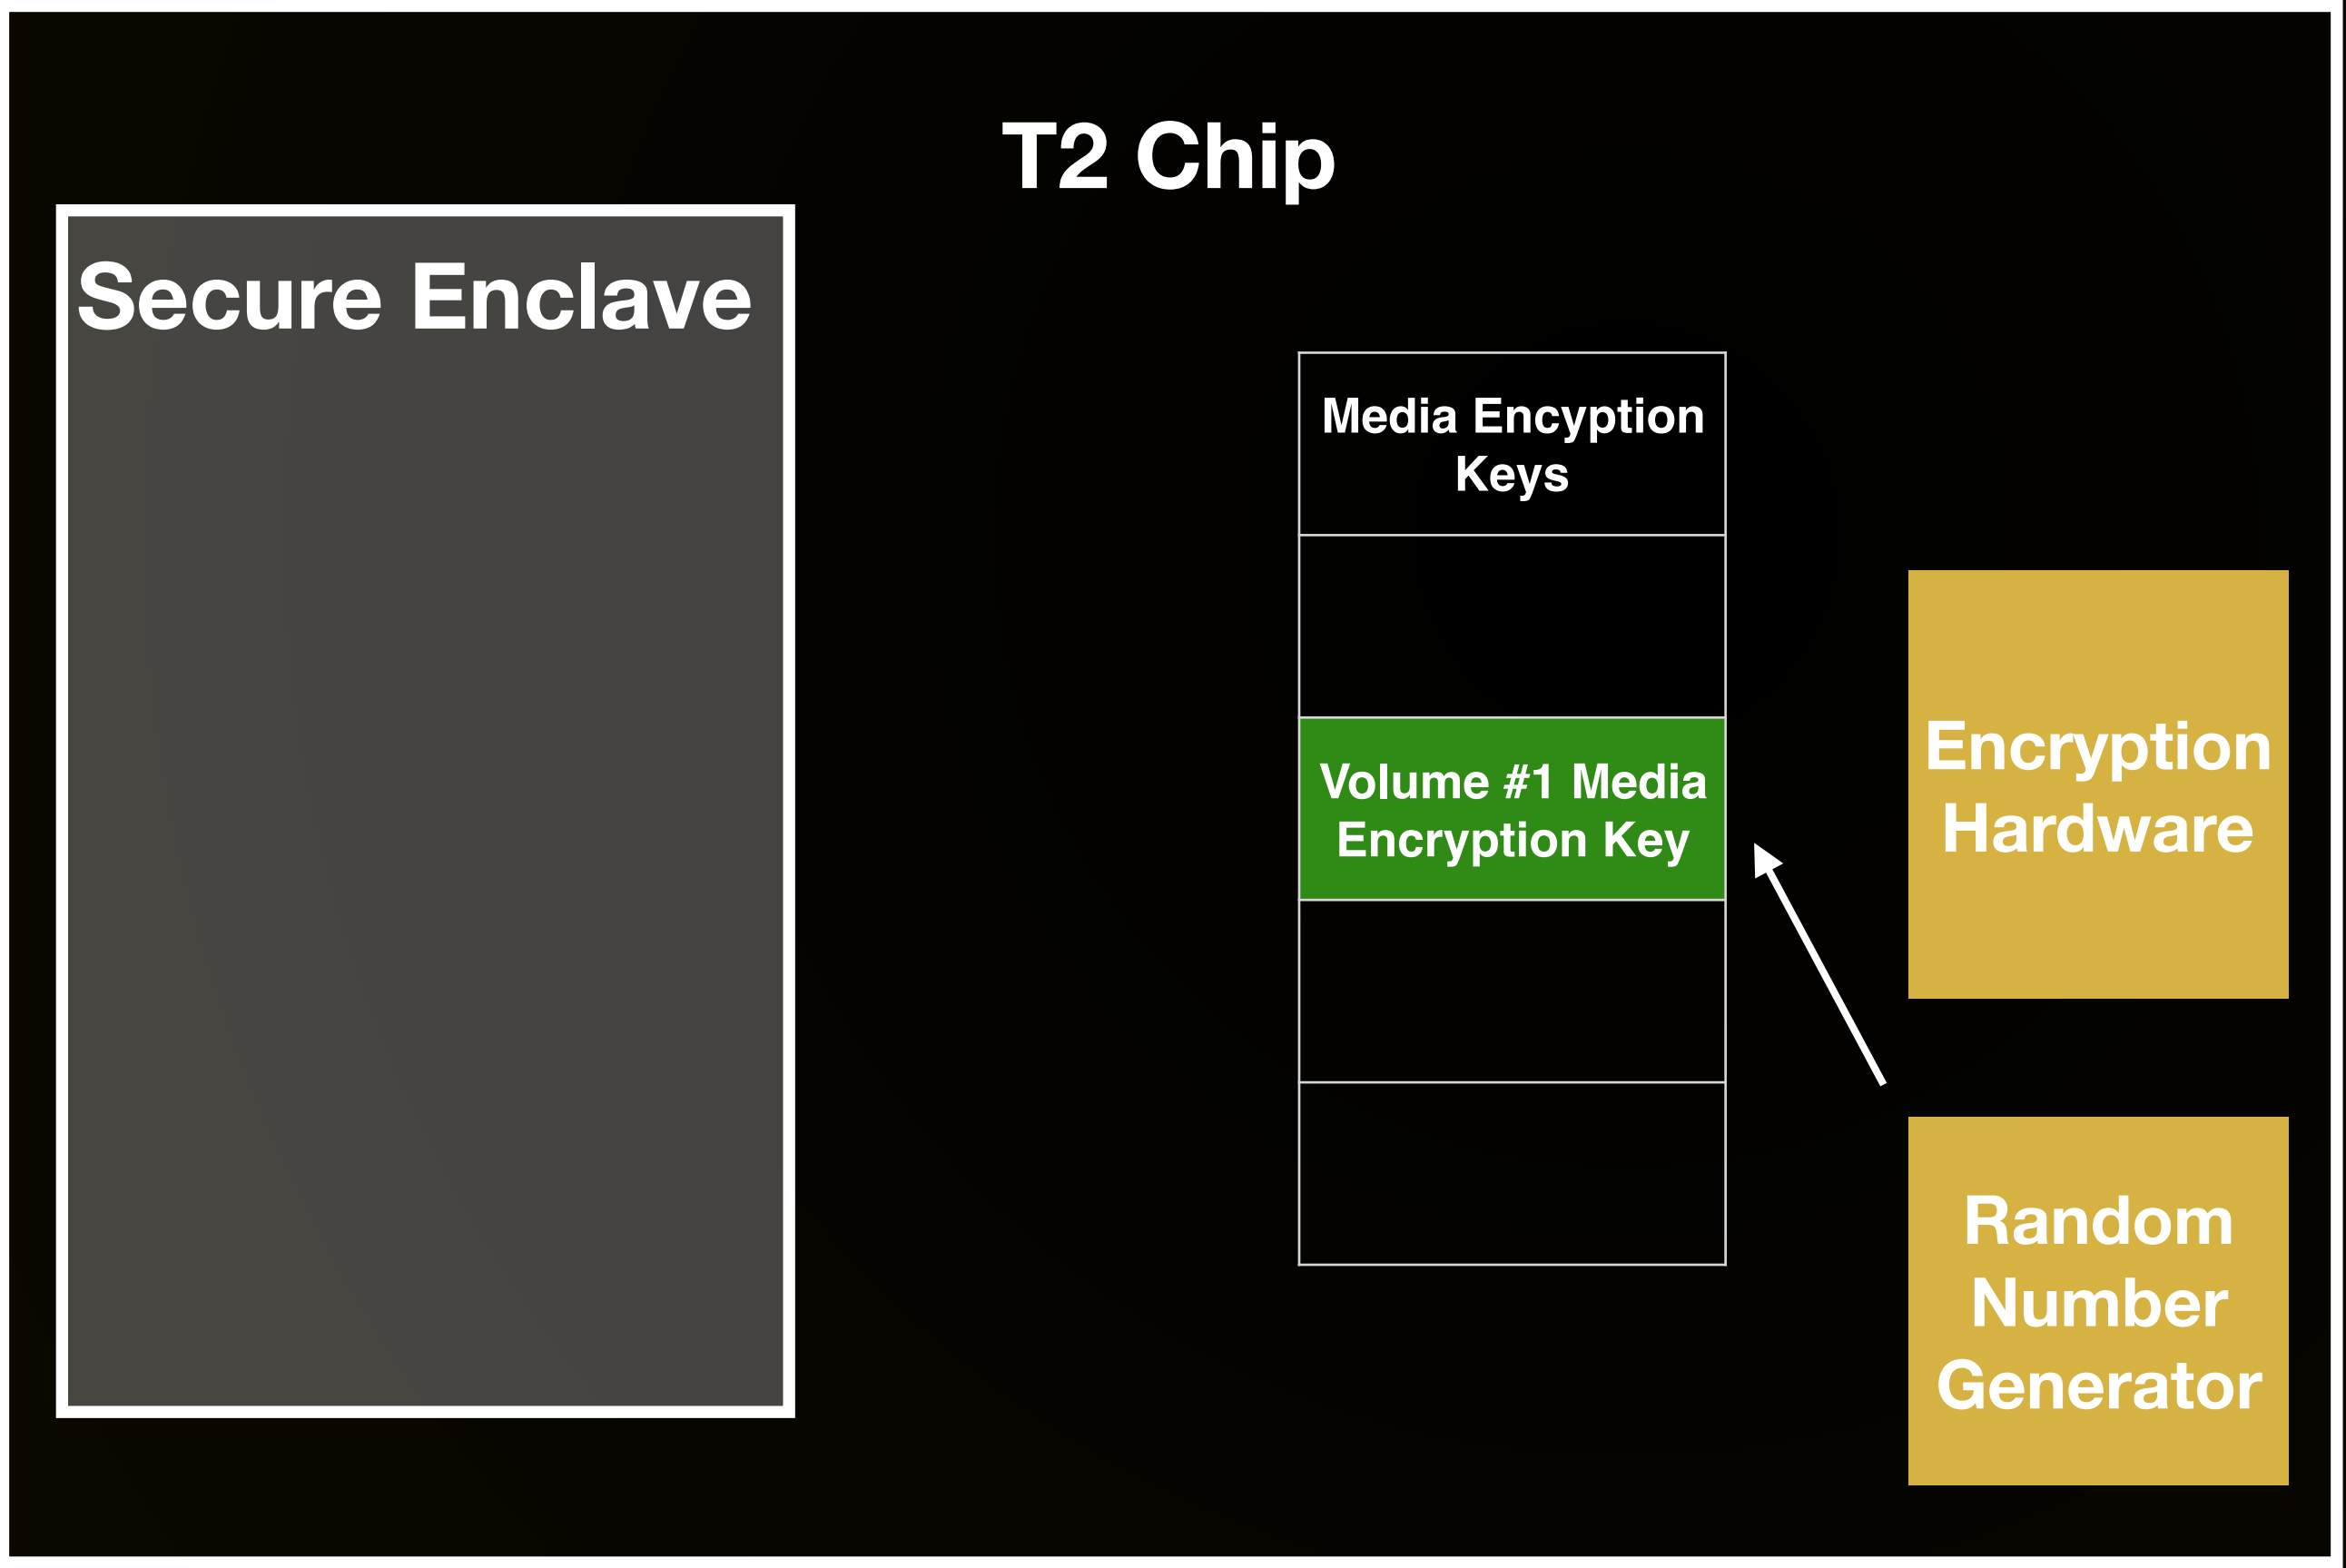 T2 Chip
Secure Enclave
Media Encyption
Keys
Volume #1 Media
Encryption Key
Encryption
Hardware
Random
Number
Generator